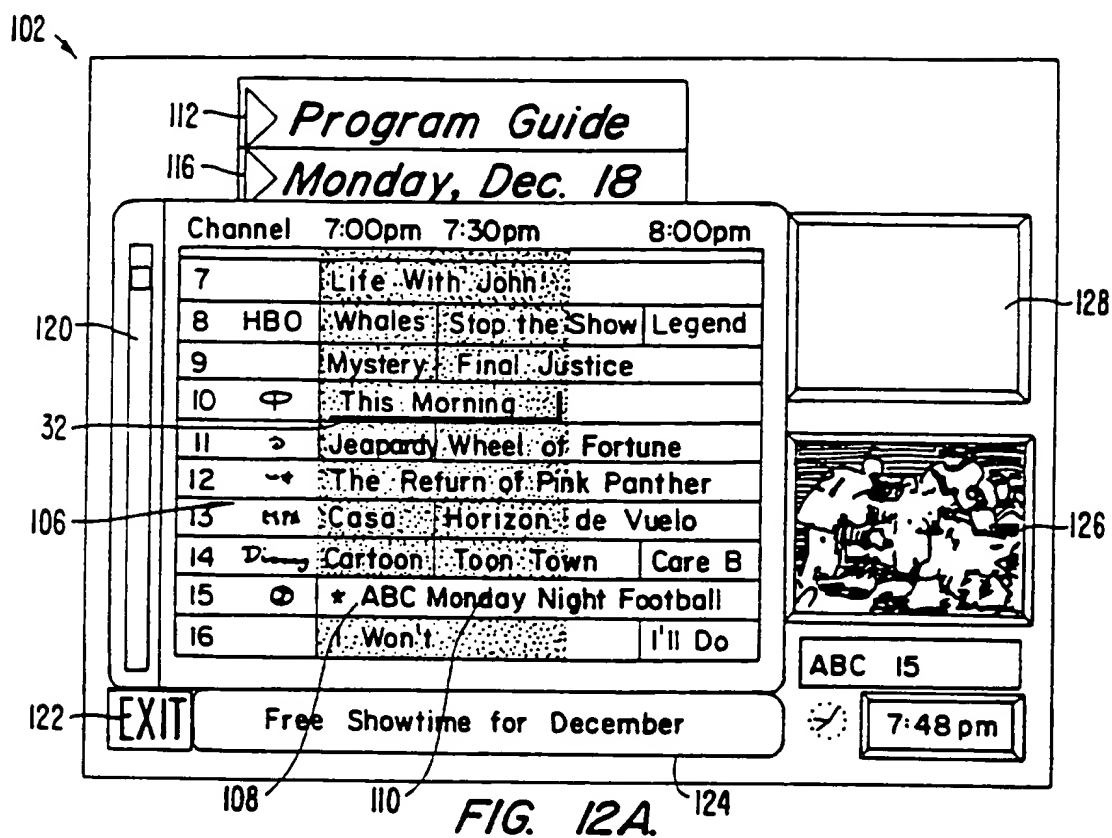 102
112
Program Guide
116
Monday, Dec. 18
Channel 7:00pm 7:30pm 8:00pm
7 Life With John
8 HBO Whales Stop the Show Legend
128
120
9 Mystery Final Justice
10 This Morning
32
11 Jeapardy Wheel of Fortune
12 The Return of Pink Panther
106
13 Casa Horizon de Vuelo
126
14 Disney Cartoon Toon Town Care B
15 * ABC Monday Night Football
16 I Won't I'll Do
ABC 15
122
EXIT
Free Showtime for December
7:48 pm
108
110
124
FIG. 12A.